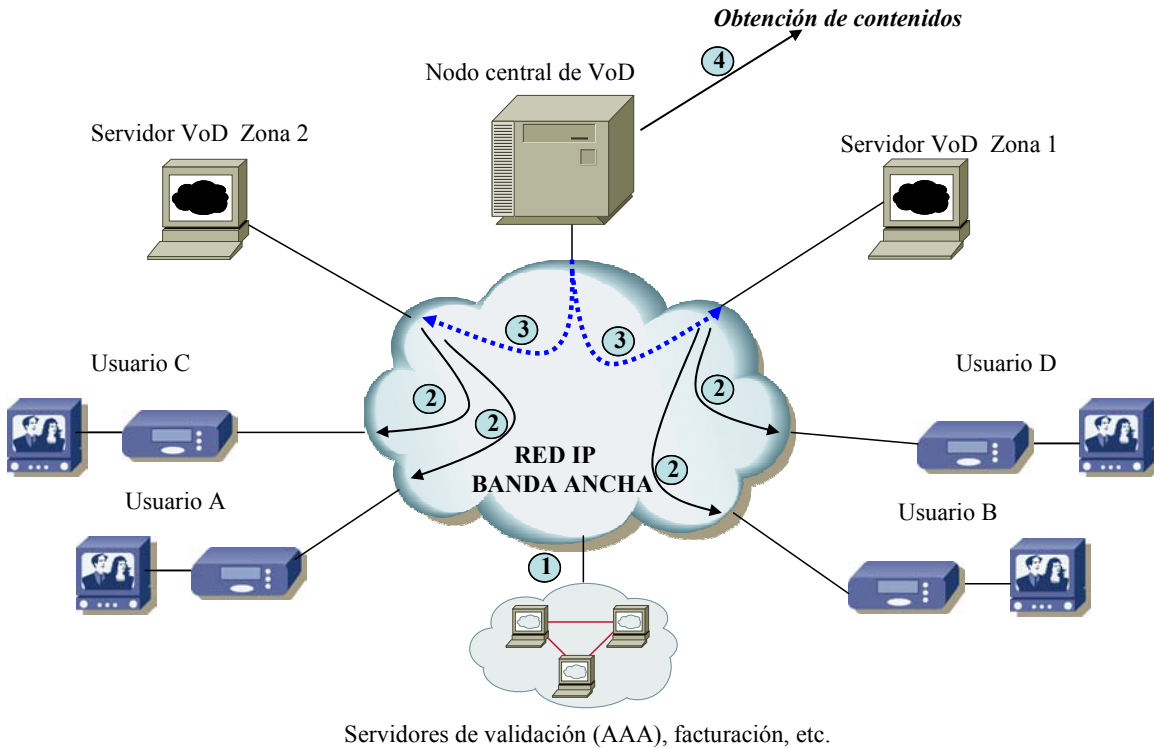 Obtención de contenidos
4
Nodo central de VoD
Servidor VoD Zona 2
Servidor VoD Zona 1
3
3
Usuario C
Usuario D
2
2
2
2
RED IP
BANDA ANCHA
Usuario A
Usuario B
1
Servidores de validación (AAA), facturación, etc.